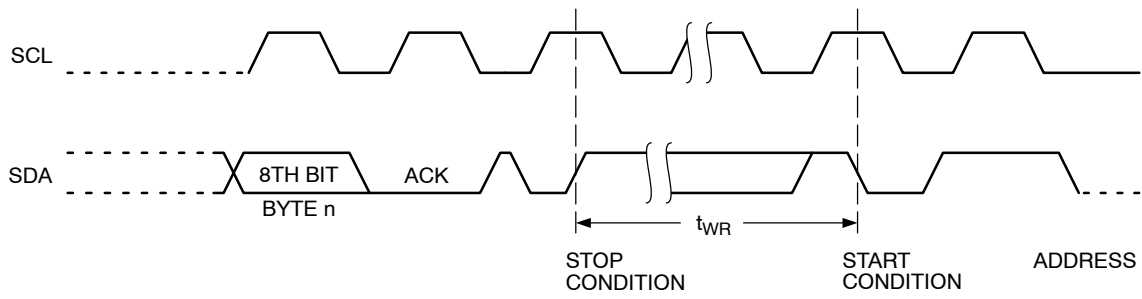 SCL
SDA
8TH BIT
ACK
BYTE n
tWR
STOP
CONDITION
START
CONDITION
ADDRESS